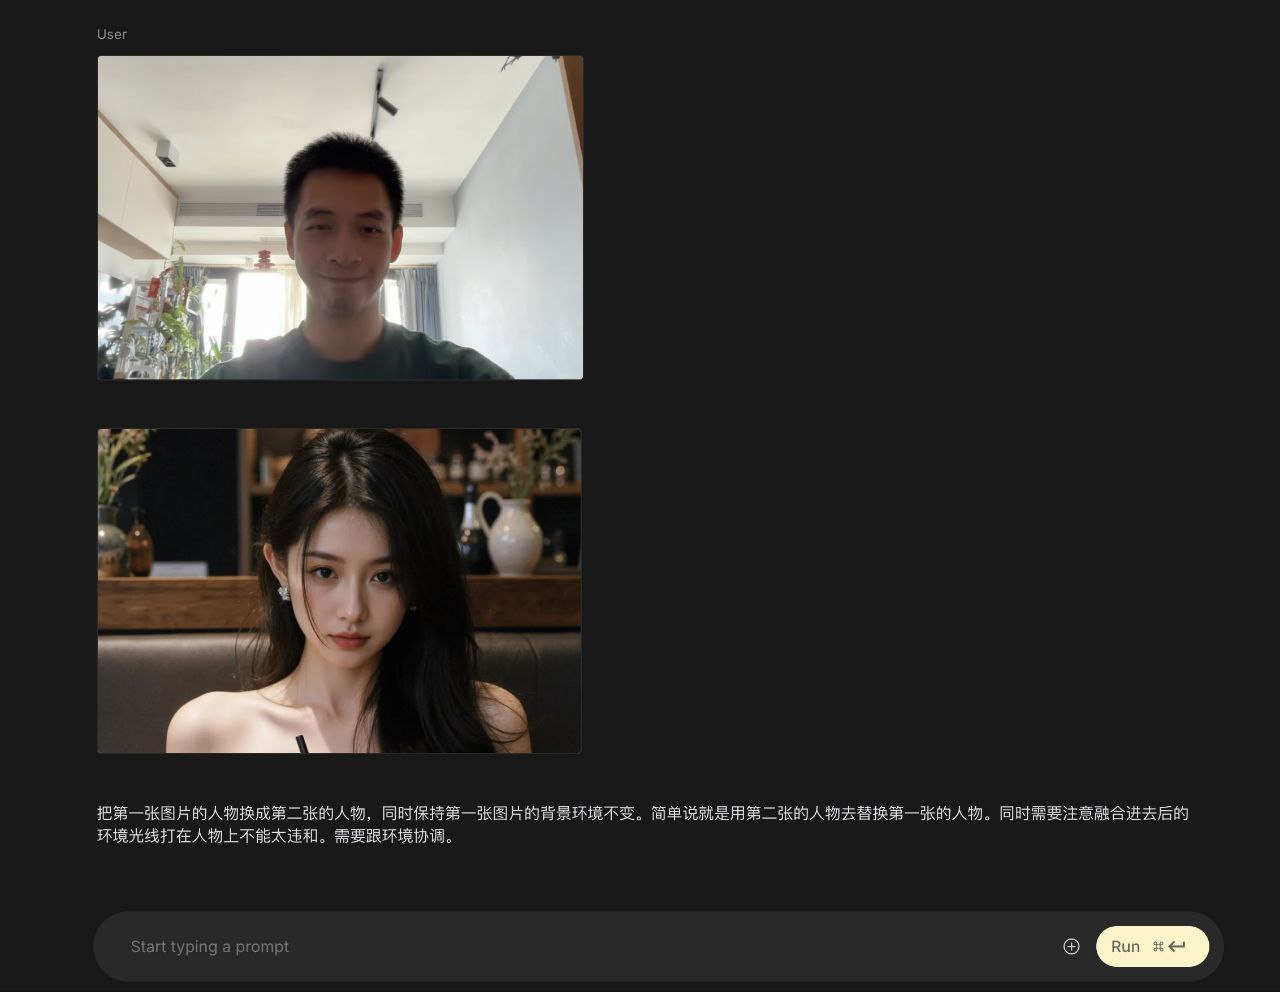 User
把第一张图片的人物换成第二张的人物，同时保持第一张图片的背景环境不变。简单说就是用第二张的人物去替换第一张的人物。同时需要注意融合进去后的
环境光线打在人物上不能太违和。需要跟环境协调。
Start typing a prompt
Run ⌘↵